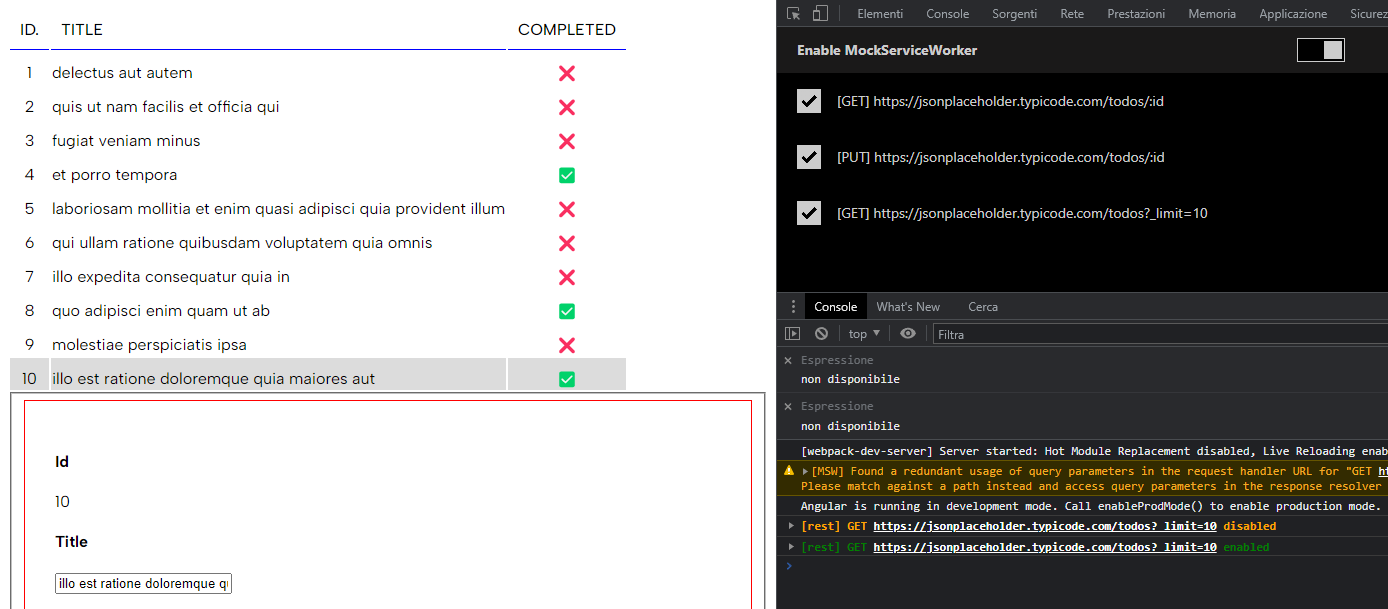 ID. TITLE COMPLETED
1 delectus aut autem
2 quis ut nam facilis et officia qui
3 fugiat veniam minus
4 et porro tempora
5 laboriosam mollitia et enim quasi adipisci quia provident illum
6 qui ullam ratione quibusdam voluptatem quia omnis
7 illo expedita consequatur quia in
8 quo adipisci enim quam ut ab
9 molestiae perspiciatis ipsa
10 illo est ratione doloremque quia maiores aut
Id
10
Title
illo est ratione doloremque q
Elementi Console Sorgenti Rete Prestazioni Memoria Applicazione Sicurez
Enable MockServiceWorker
[GET] https://jsonplaceholder.typicode.com/todos/:id
[PUT] https://jsonplaceholder.typicode.com/todos/:id
[GET] https://jsonplaceholder.typicode.com/todos?_limit=10
Console What's New Cerca
top Filtra
Espressione
non disponibile
Espressione
non disponibile
[webpack-dev-server] Server started: Hot Module Replacement disabled, Live Reloading enab
[MSW] Found a redundant usage of query parameters in the request handler URL for "GET ht
Please match against a path instead and access query parameters in the response resolver
Angular is running in development mode. Call enableProdMode() to enable production mode.
[rest] GET https://jsonplaceholder.typicode.com/todos?_limit=10 disabled
[rest] GET https://jsonplaceholder.typicode.com/todos?_limit=10 enabled